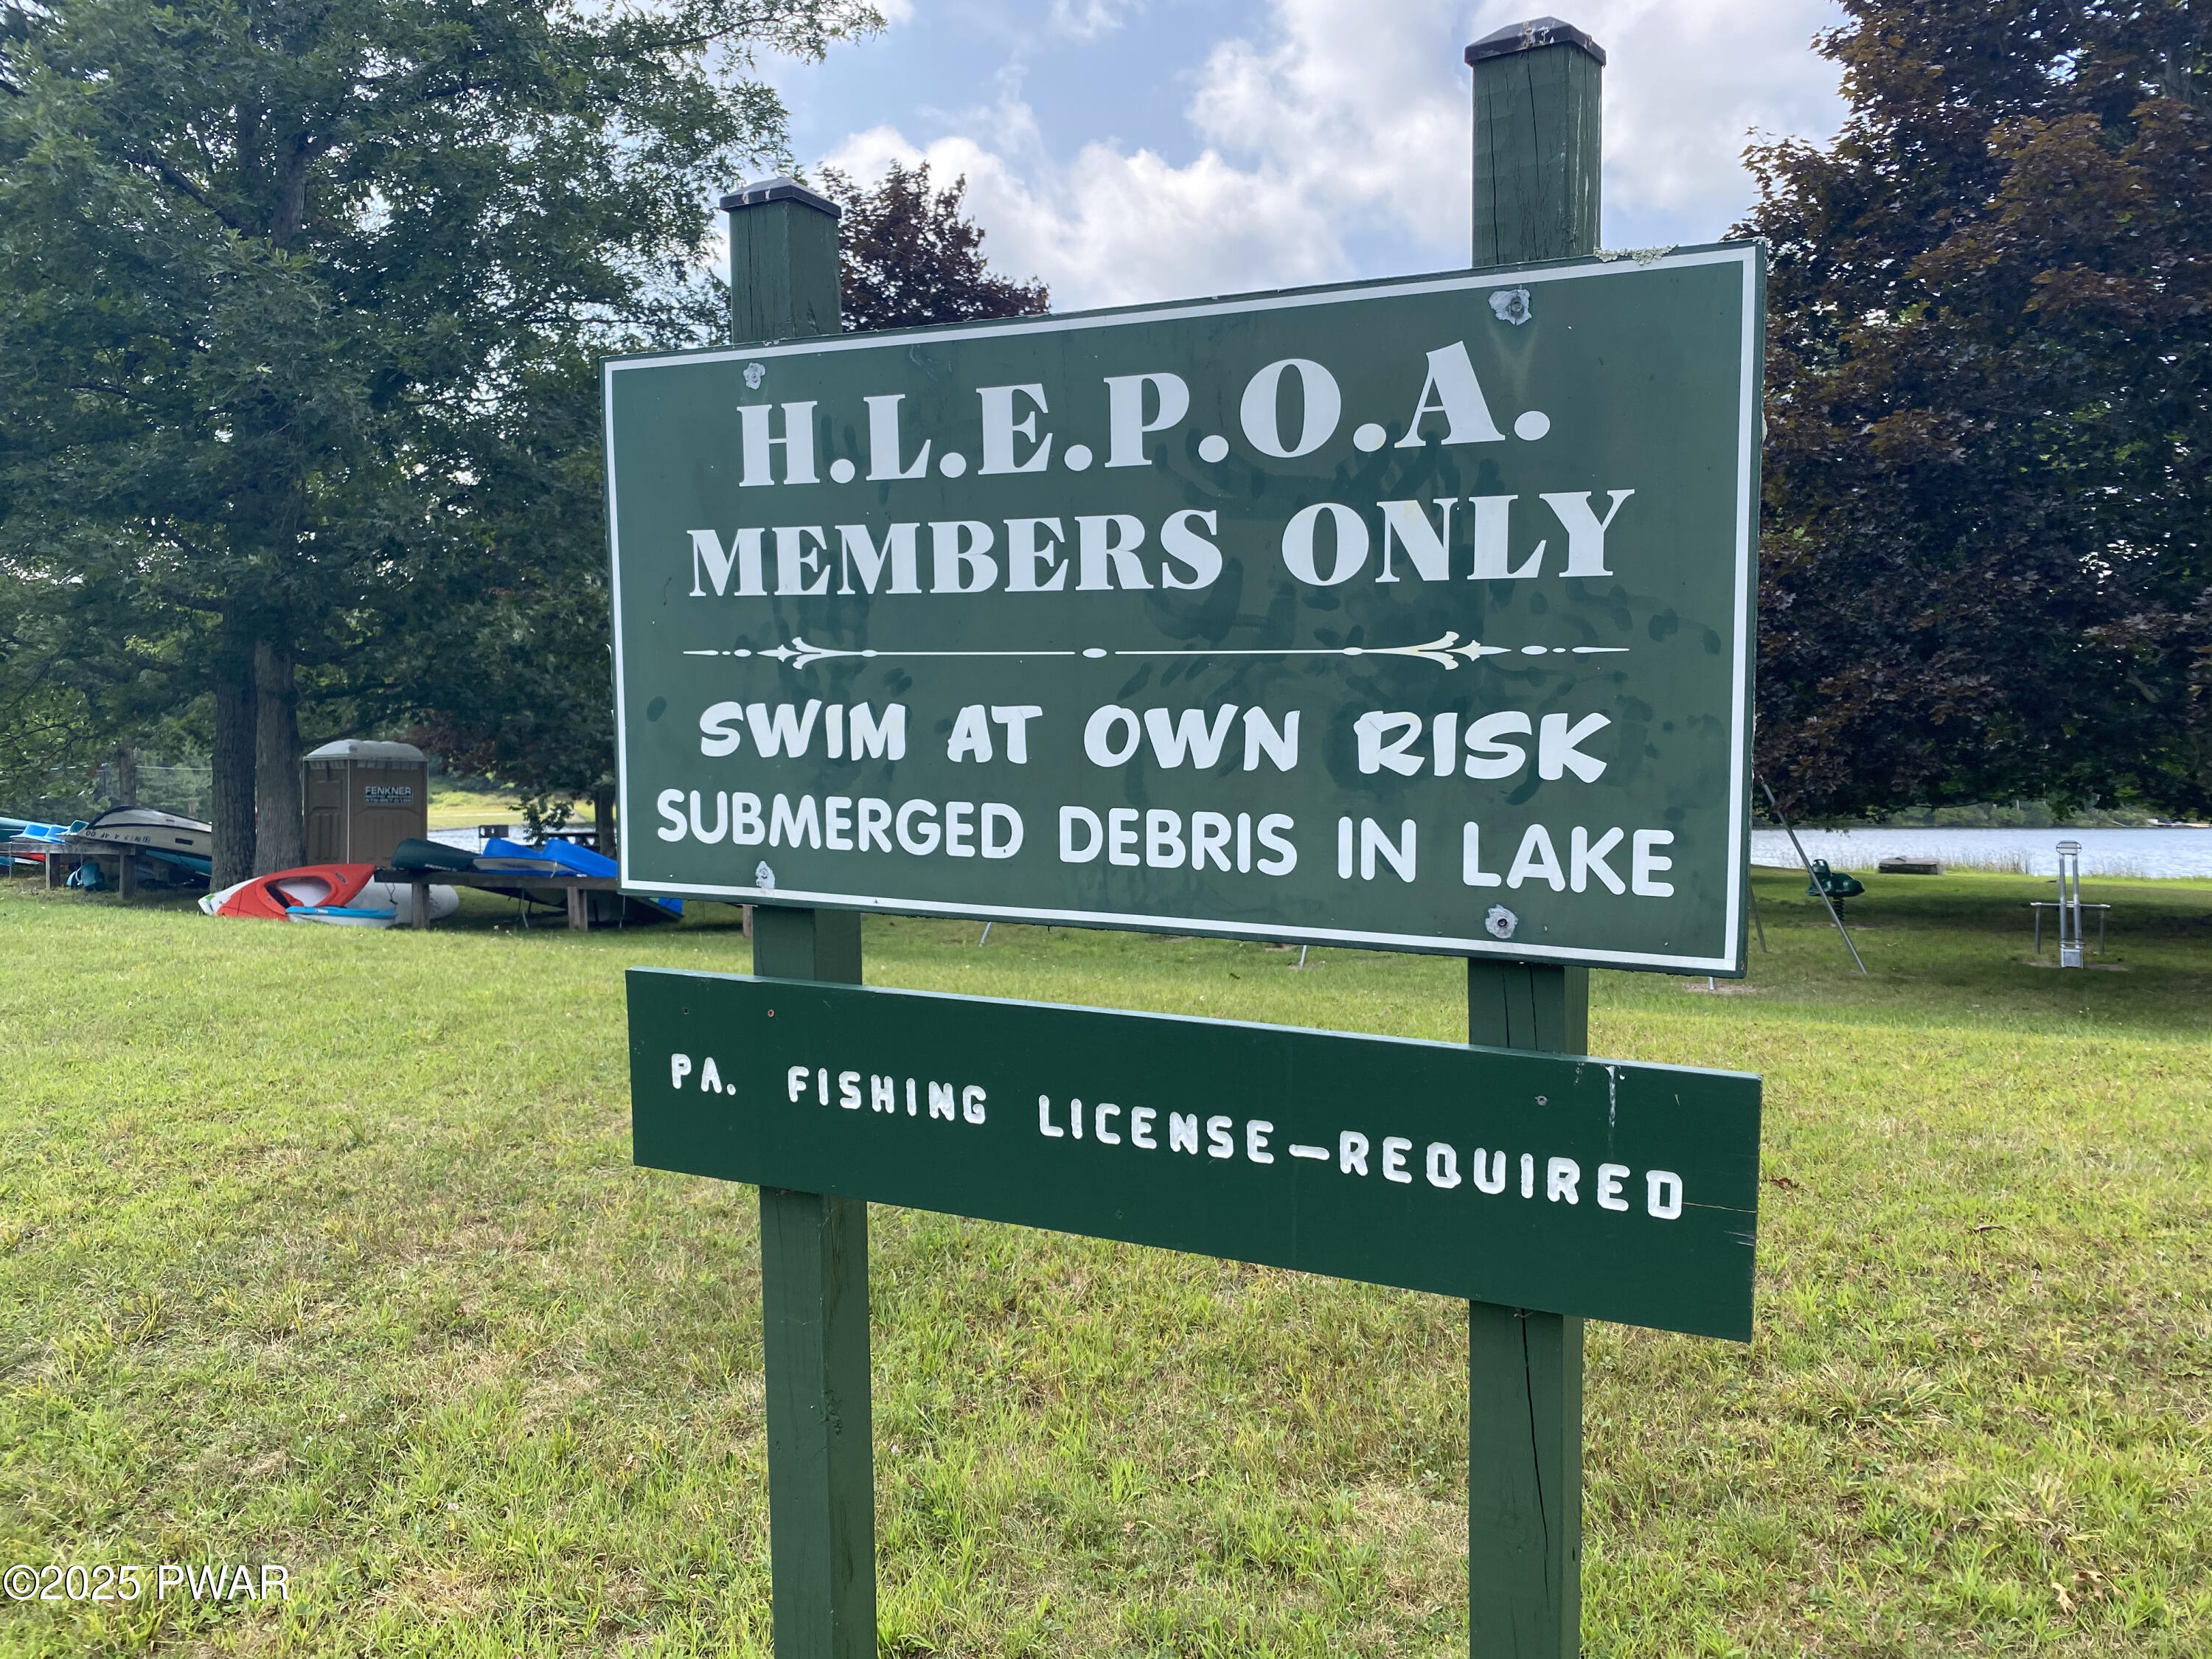 H.L.E.P.O.A.
MEMBERS ONLY
SWIM AT OWN RISK
SUBMERGED DEBRIS IN LAKE
PA. FISHING LICENSE-REQUIRED
FENKNER
©2025 PWAR